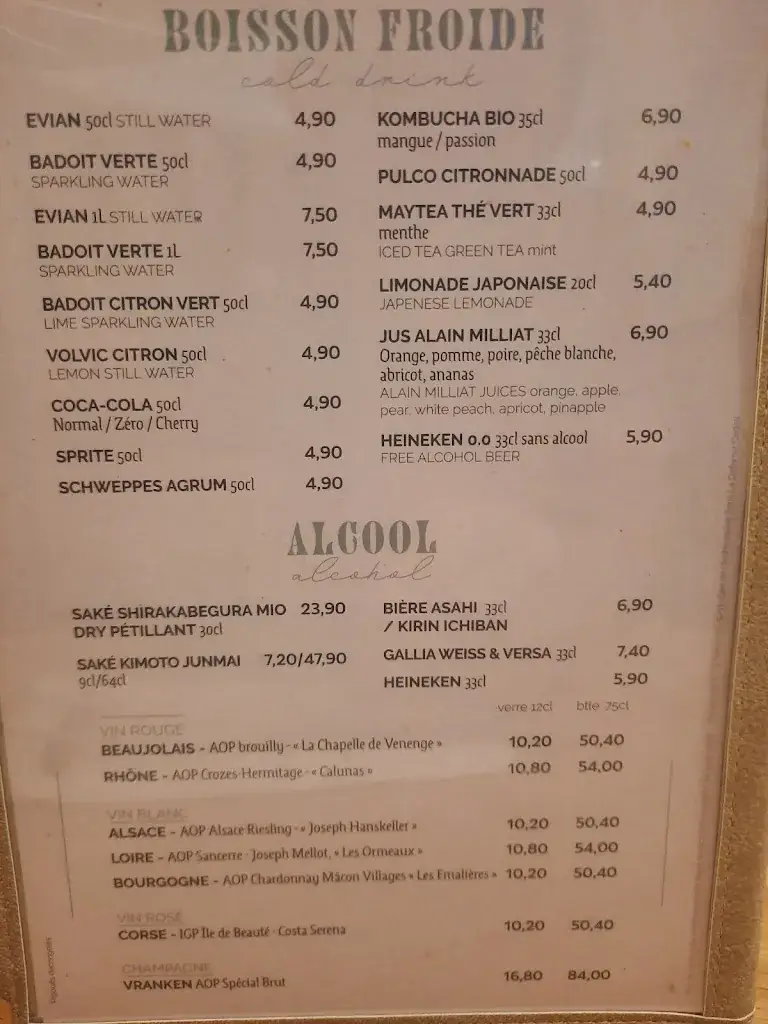 BOISSON FROIDE
cold drink
EVIAN 50cl STILL WATER 4,90
BADOIT VERTE 50cl 4,90
SPARKLING WATER
EVIAN 1L STILL WATER 7,50
BADOIT VERTE 1L 7,50
SPARKLING WATER
BADOIT CITRON VERT 50cl 4,90
LIME SPARKLING WATER
VOLVIC CITRON 50cl 4,90
LEMON STILL WATER
COCA-COLA 50cl 4,90
Normal / Zéro / Cherry
SPRITE 50cl 4,90
SCHWEPPES AGRUM 50cl 4,90
KOMBUCHA BIO 35cl 6,90
mangue / passion
PULCO CITRONNADE 50cl 4,90
MAYTEA THÉ VERT 33cl 4,90
menthe
ICED TEA GREEN TEA mint
LIMONADE JAPONAISE 20cl 5,40
JAPENESE LEMONADE
JUS ALAIN MILLIAT 33cl 6,90
Orange, pomme, poire, pêche blanche,
abricot, ananas
ALAIN MILLIAT JUICES orange, apple,
pear, white peach, apricot, pinapple
HEINEKEN 0.0 33cl sans alcool 5,90
FREE ALCOHOL BEER
ALCOOL
alcohol
SAKÉ SHIRAKABEGURA MIO 23,90
DRY PÉTILLANT 30cl
SAKÉ KIMOTO JUNMAI 7,20/47,90
9cl/64cl
BIÈRE ASAHI 33cl 6,90
/ KIRIN ICHIBAN
GALLIA WEISS & VERSA 33cl 7,40
HEINEKEN 33cl 5,90
verre 12cl btle 75cl
VIN ROUGE
BEAUJOLAIS - AOP brouilly - « La Chapelle de Venenge » 10,20 50,40
RHÔNE - AOP Crozes-Hermitage - « Calunas » 10,80 54,00
VIN BLANC
ALSACE - AOP Alsace Riesling - « Joseph Hanskeller » 10,20 50,40
LOIRE - AOP Sancerre - Joseph Mellot, « Les Ormeaux » 10,80 54,00
BOURGOGNE - AOP Chardonnay Mâcon Villages « Les Emalières » 10,20 50,40
VIN ROSÉ
CORSE - IGP Île de Beauté - Costa Serena 10,20 50,40
CHAMPAGNE
VRANKEN AOP Spécial Brut 16,80 84,00